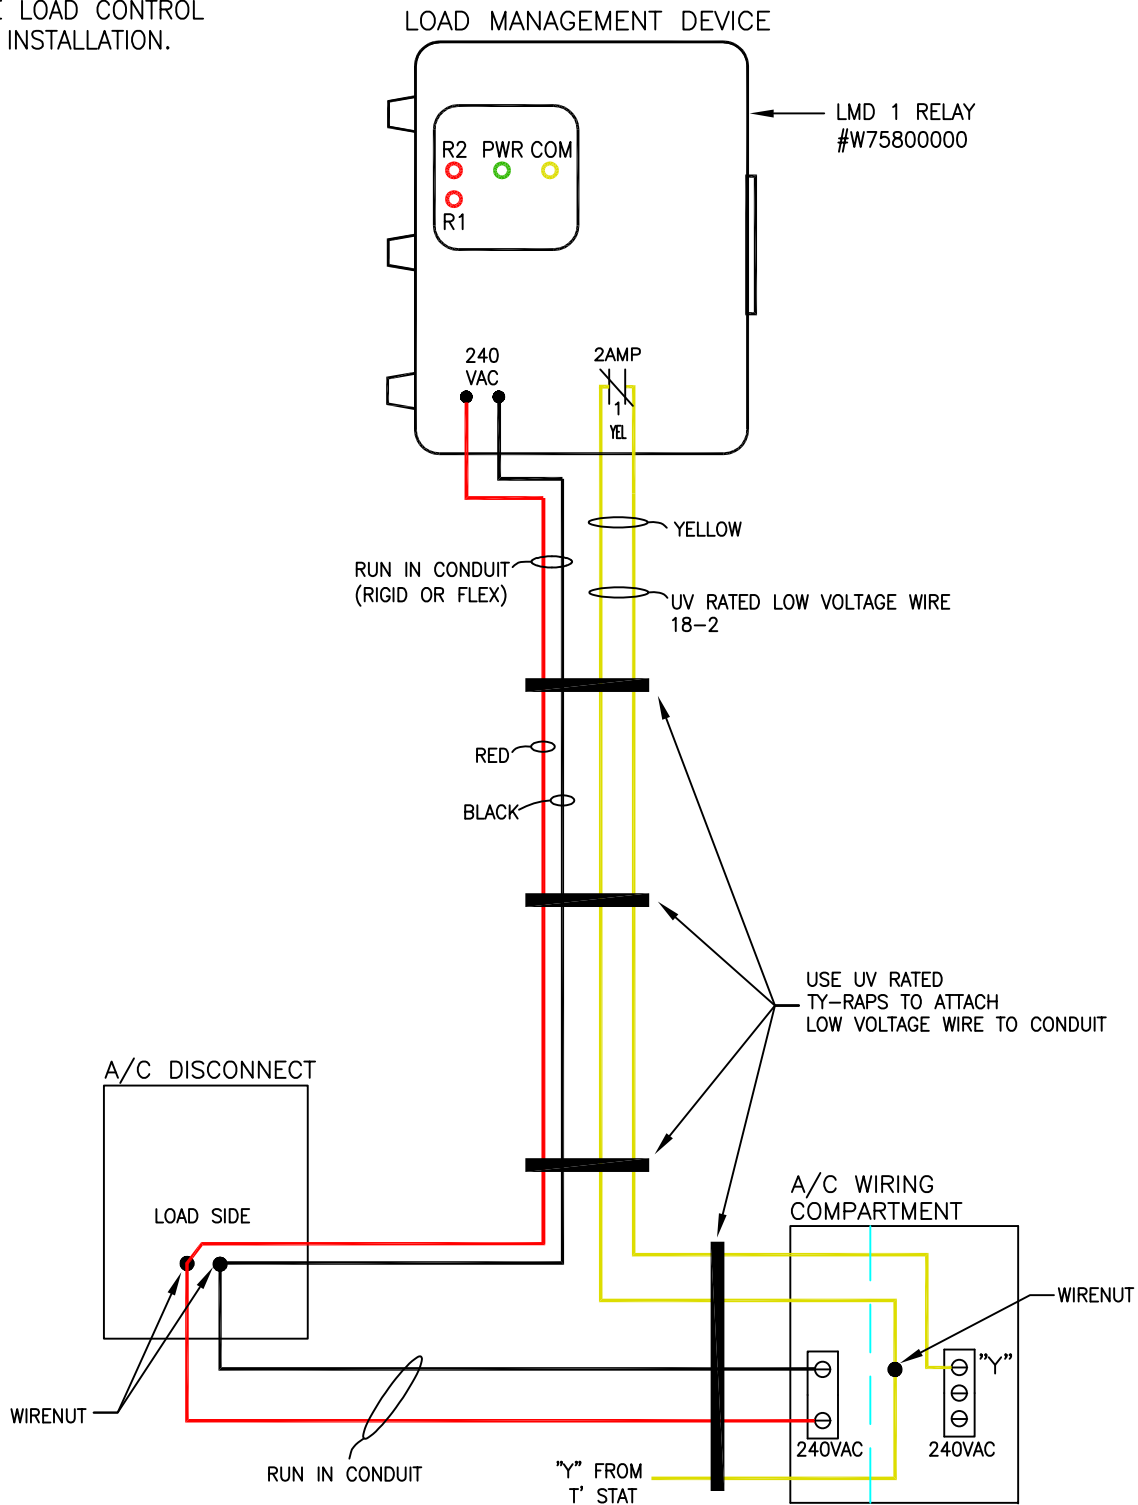 LOAD CONTROL
INSTALLATION.
LOAD MANAGEMENT DEVICE
LMD 1 RELAY
#W75800000
R2 PWR COM
R1
240
VAC
2AMP
1
YEL
YELLOW
RUN IN CONDUIT
(RIGID OR FLEX)
UV RATED LOW VOLTAGE WIRE
18-2
RED
BLACK
USE UV RATED
TY-RAPS TO ATTACH
LOW VOLTAGE WIRE TO CONDUIT
A/C DISCONNECT
LOAD SIDE
A/C WIRING
COMPARTMENT
WIRENUT
"Y"
WIRENUT
240VAC
240VAC
RUN IN CONDUIT
"Y" FROM
T' STAT